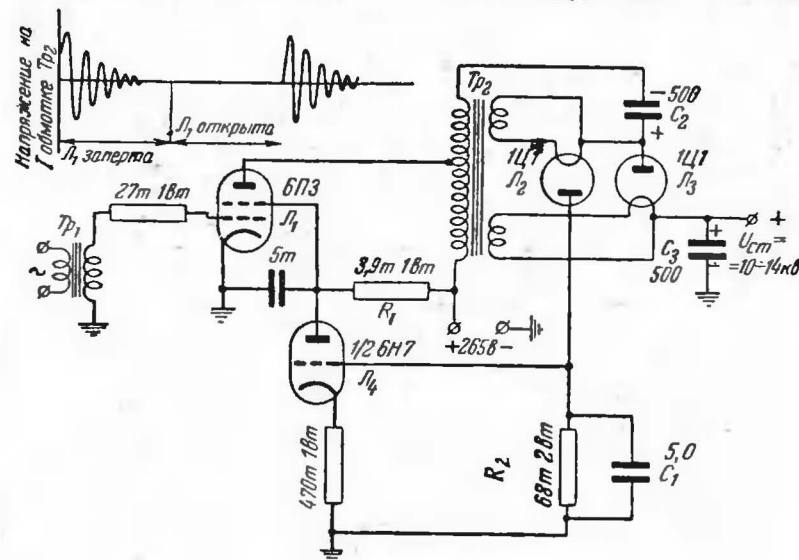 Напряжение на
I обмотке Тр₂
Л₁ заперта
Л₁ открыта
27т 1вт
6П3
Л₁
Тр₁
~
5т
3,9т 1вт
R₁
+265в-
1/2 6Н7
Л₄
470т 1вт
Тр₂
1Ц1
Л₂
1Ц1
Л₃
-500
C₂
+
+
C₃
-
500
+
Uст=
=10÷14кв
R₂
68т 2вт
5,0
C₁